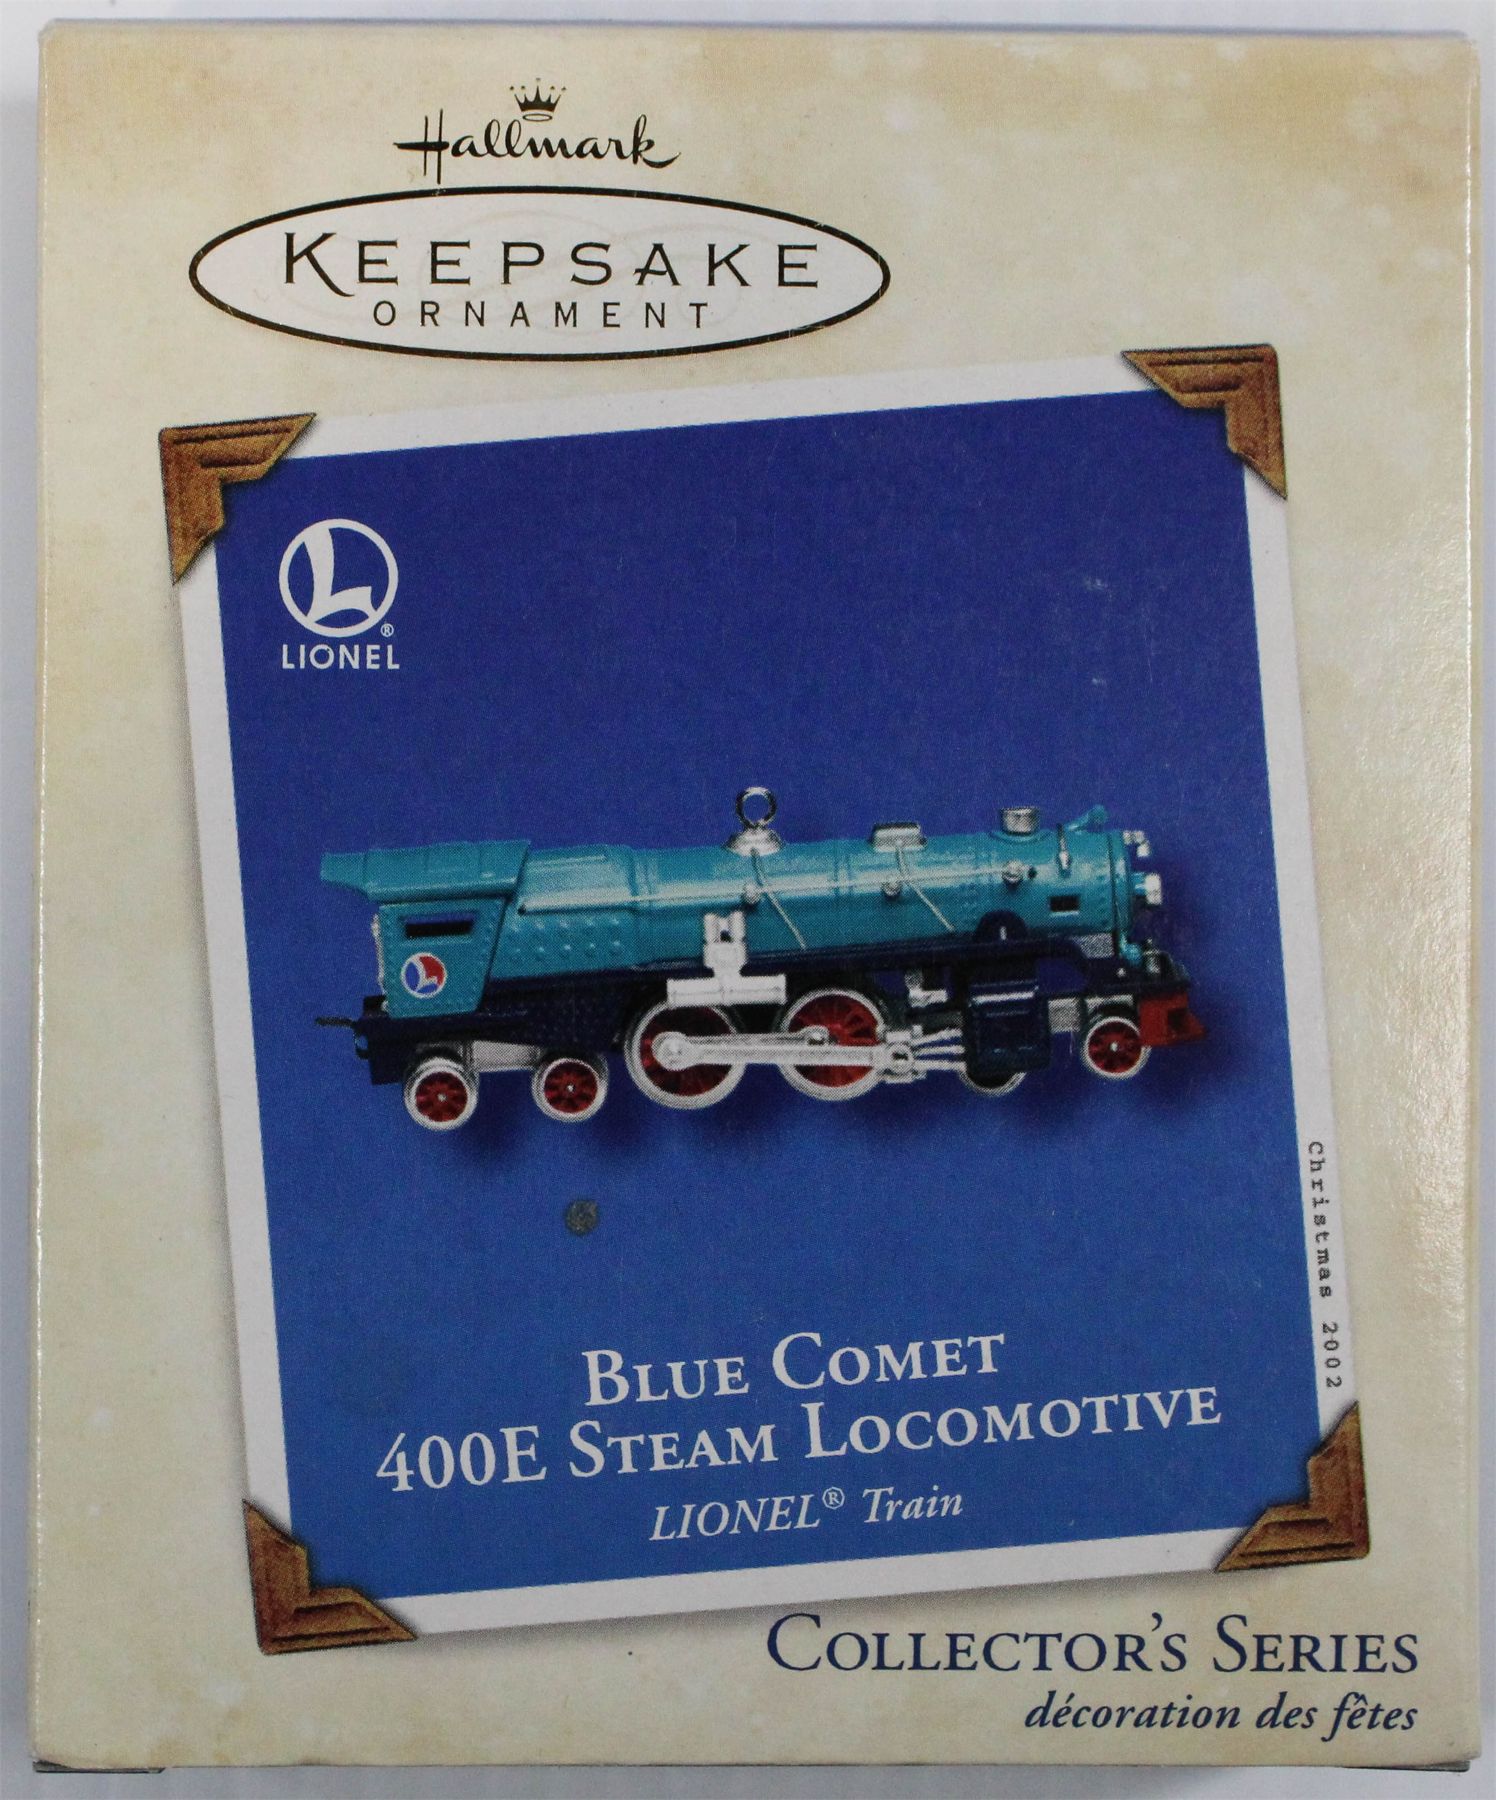 Hallmark
KEEPSAKE
ORNAMENT
L
®
LIONEL
L
Christmas 2002
BLUE COMET
400E STEAM LOCOMOTIVE
LIONEL® Train
COLLECTOR'S SERIES
décoration des fêtes